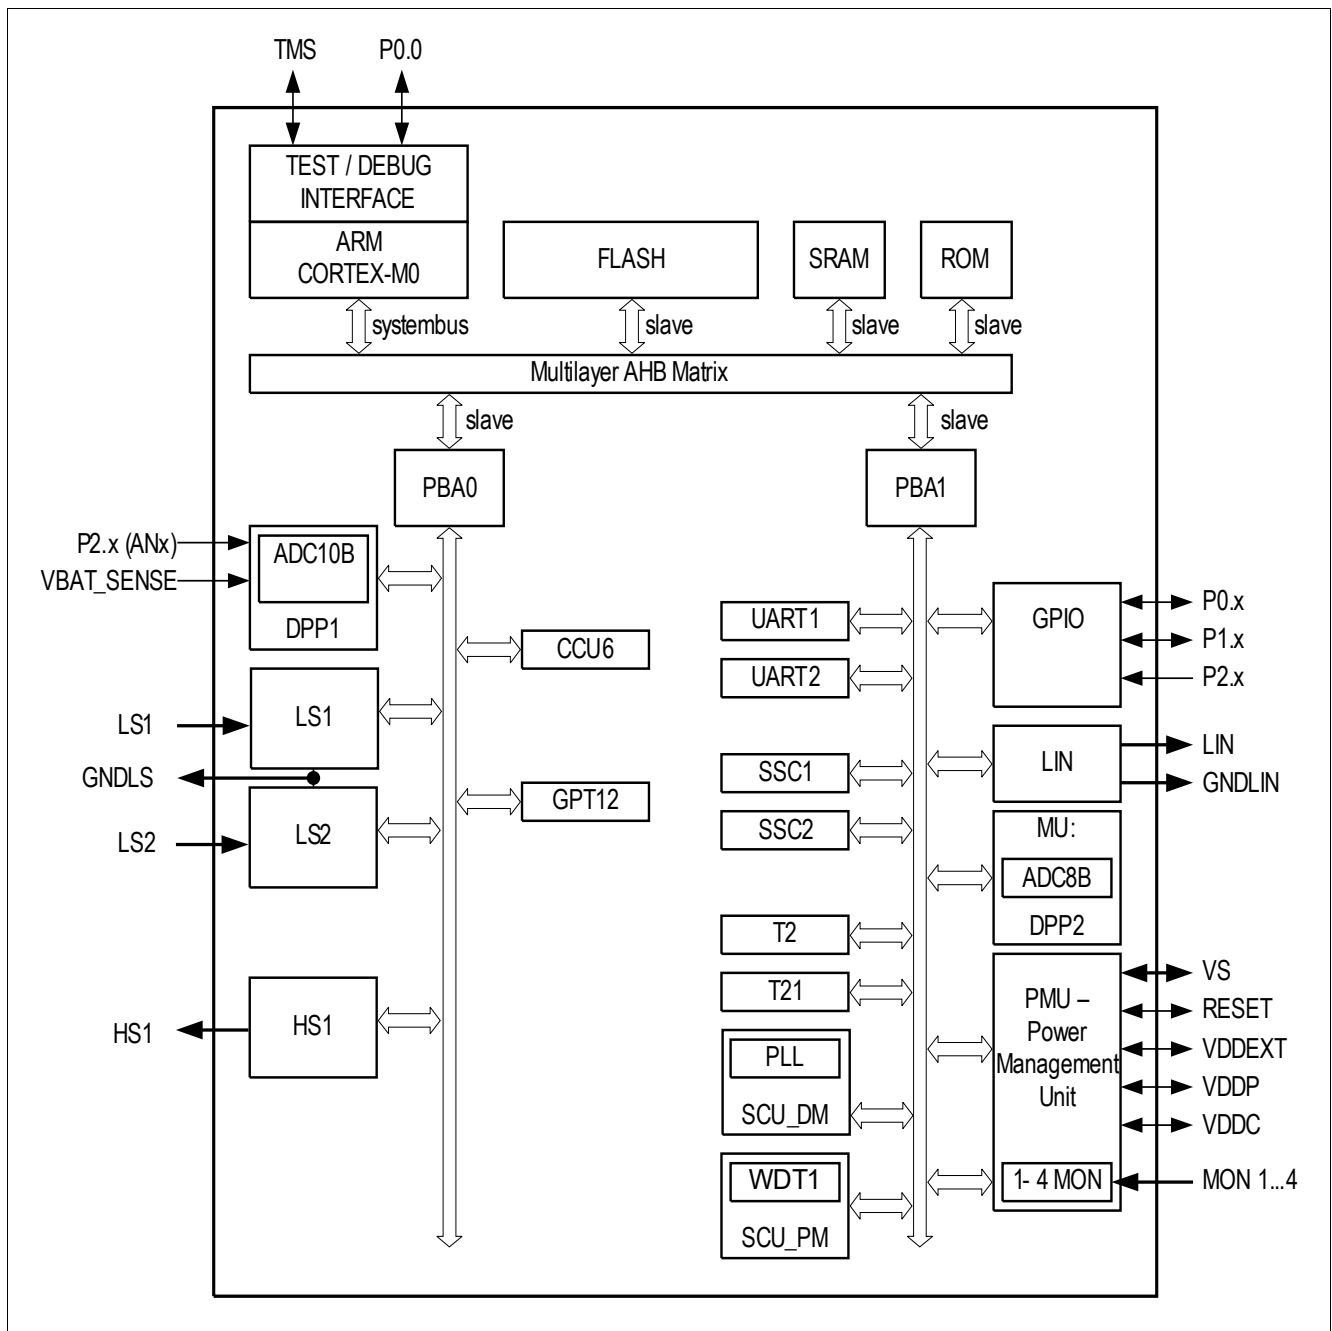 TMS
P0.0
TEST / DEBUG
INTERFACE
ARM
CORTEX-M0
FLASH
SRAM
ROM
systembus
slave
slave
slave
Multilayer AHB Matrix
slave
slave
PBA0
PBA1
P2.x (ANx)
VBAT_SENSE
ADC10B
DPP1
CCU6
LS1
LS1
GNDLS
LS2
LS2
GPT12
HS1
HS1
UART1
UART2
SSC1
SSC2
T2
T21
PLL
SCU_DM
WDT1
SCU_PM
GPIO
P0.x
P1.x
P2.x
LIN
LIN
GNDLIN
MU:
ADC8B
DPP2
PMU –
Power
Management
Unit
1- 4 MON
VS
RESET
VDDEXT
VDDP
VDDC
MON 1...4